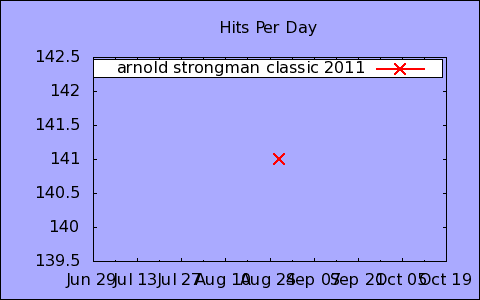 Hits Per Day
142.5
arnold strongman classic 2011
142
141.5
141
140.5
140
139.5
Jun 29 Jul 13 Jul 27 Aug 10 Aug 24 Sep 07 Sep 21 Oct 05 Oct 19